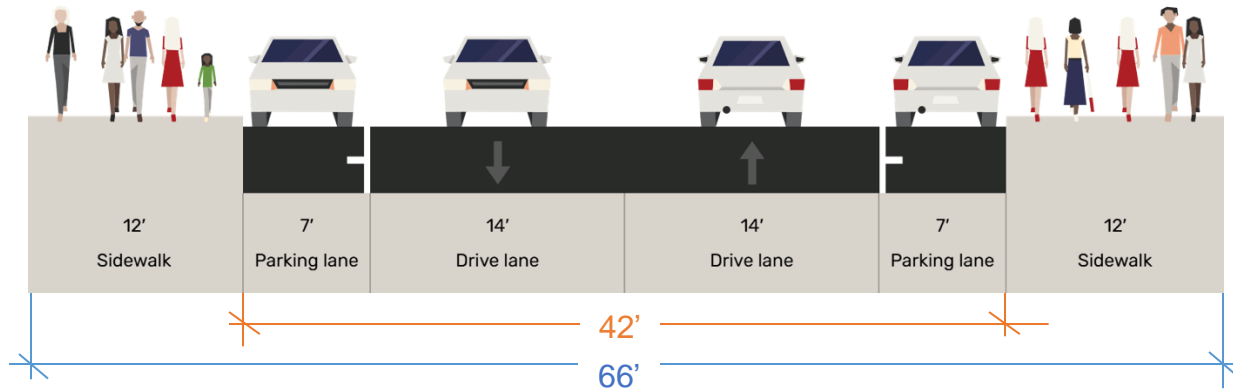 12’
Sidewalk
7’
Parking lane
14’
Drive lane
14’
Drive lane
7’
Parking lane
12’
Sidewalk
42’
66’